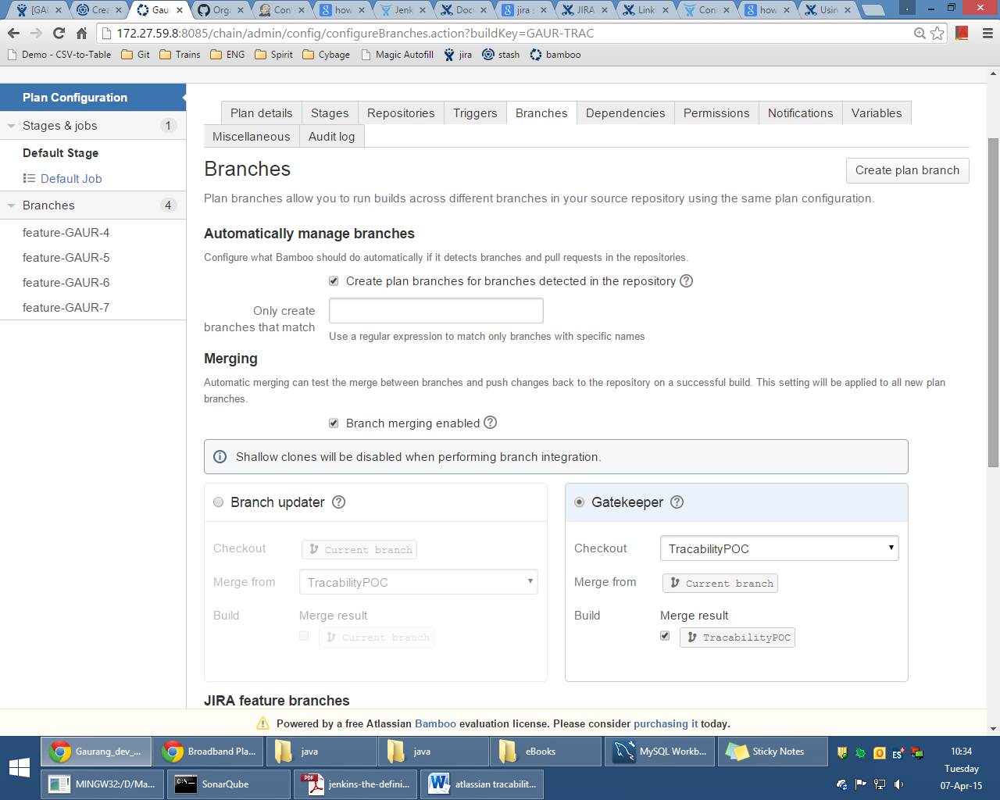 [GAU
Crea
Gaur
Orga
Cont
how
Jenk
Docu
jira s
JIRA
Linki
Conn
how
Usin
172.27.59.8:8085/chain/admin/config/configureBranches.action?buildKey=GAUR-TRAC
Demo - CSV-to-Table Git Trains ENG Spirit Cybage Magic Autofill jira stash bamboo
Plan Configuration
Stages & jobs 1
Default Stage
Default Job
Branches 4
feature-GAUR-4
feature-GAUR-5
feature-GAUR-6
feature-GAUR-7
Plan details Stages Repositories Triggers Branches Dependencies Permissions Notifications Variables
Miscellaneous Audit log
Branches
Create plan branch
Plan branches allow you to run builds across different branches in your source repository using the same plan configuration.
Automatically manage branches
Configure what Bamboo should do automatically if it detects branches and pull requests in the repositories.
Create plan branches for branches detected in the repository ?
Only create
branches that match
Use a regular expression to match only branches with specific names
Merging
Automatic merging can test the merge between branches and push changes back to the repository on a successful build. This setting will be applied to all new plan
branches.
Branch merging enabled ?
Shallow clones will be disabled when performing branch integration.
Branch updater ?
Checkout Current branch
Merge from TracabilityPOC
Build Merge result
Current branch
Gatekeeper ?
Checkout TracabilityPOC
Merge from Current branch
Build Merge result
TracabilityPOC
JIRA feature branches
Powered by a free Atlassian Bamboo evaluation license. Please consider purchasing it today.
Gaurang_dev_...
Broadband Pla...
java
java
eBooks
MySQL Workb...
Sticky Notes
MINGW32:/D/Ma...
SonarQube
jenkins-the-defini...
atlassian tracabilit...
10:34
Tuesday
07-Apr-15